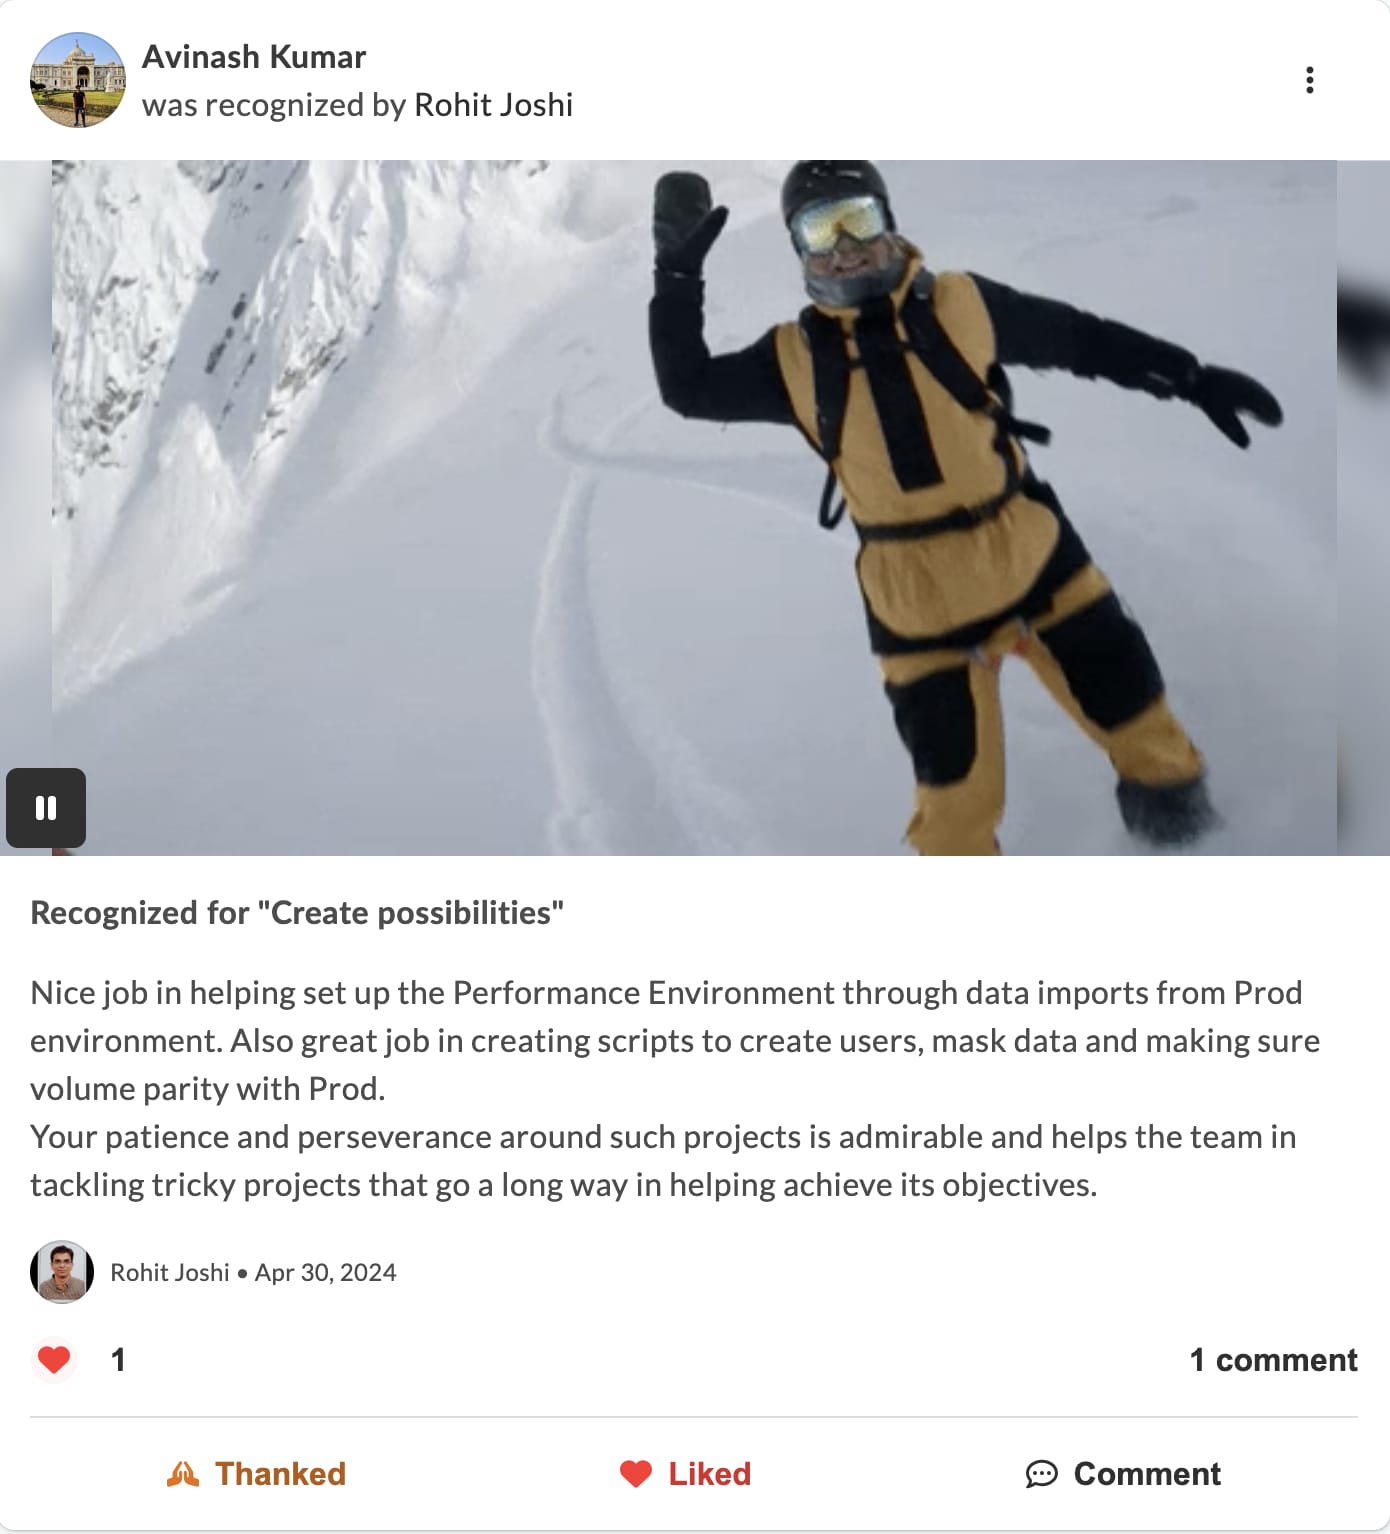 Avinash Kumar
was recognized by Rohit Joshi
Recognized for "Create possibilities"
Nice job in helping set up the Performance Environment through data imports from Prod
environment. Also great job in creating scripts to create users, mask data and making sure
volume parity with Prod.
Your patience and perseverance around such projects is admirable and helps the team in
tackling tricky projects that go a long way in helping achieve its objectives.
Rohit Joshi • Apr 30, 2024
1
1 comment
Thanked
Liked
Comment